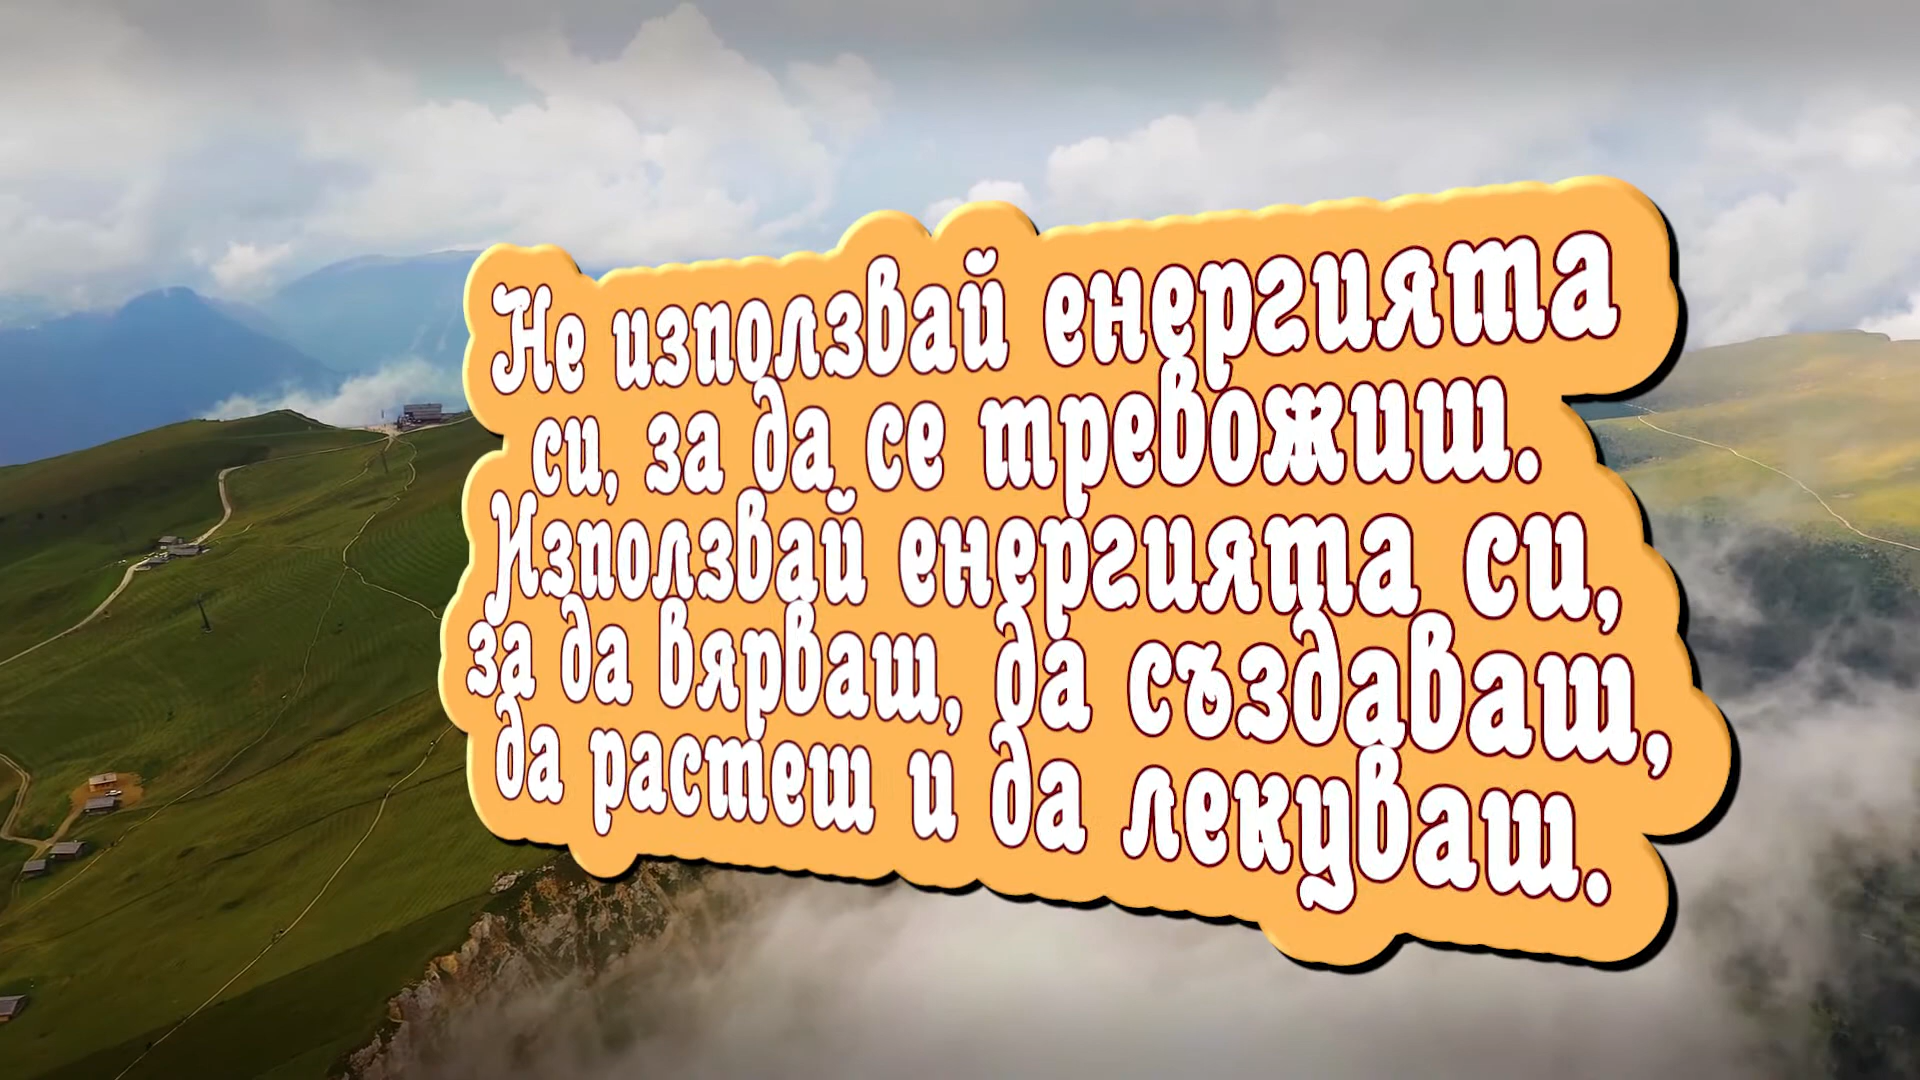 Не използвай енергията
си, за да се тревожиш.
Използвай енергията си,
за да вярваш, да създаваш,
да растеш и да лекуваш.